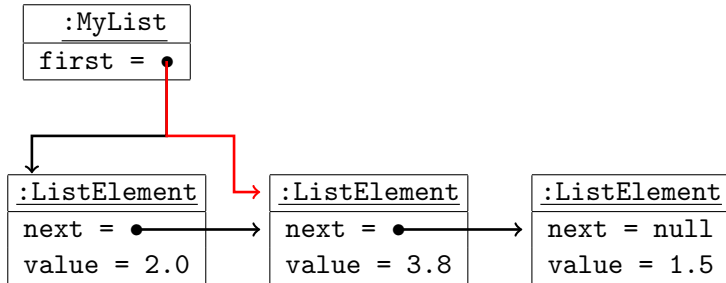 :MyList
first =
:ListElement
next =
value = 2.0
:ListElement
next =
value = 3.8
:ListElement
next = null
value = 1.5